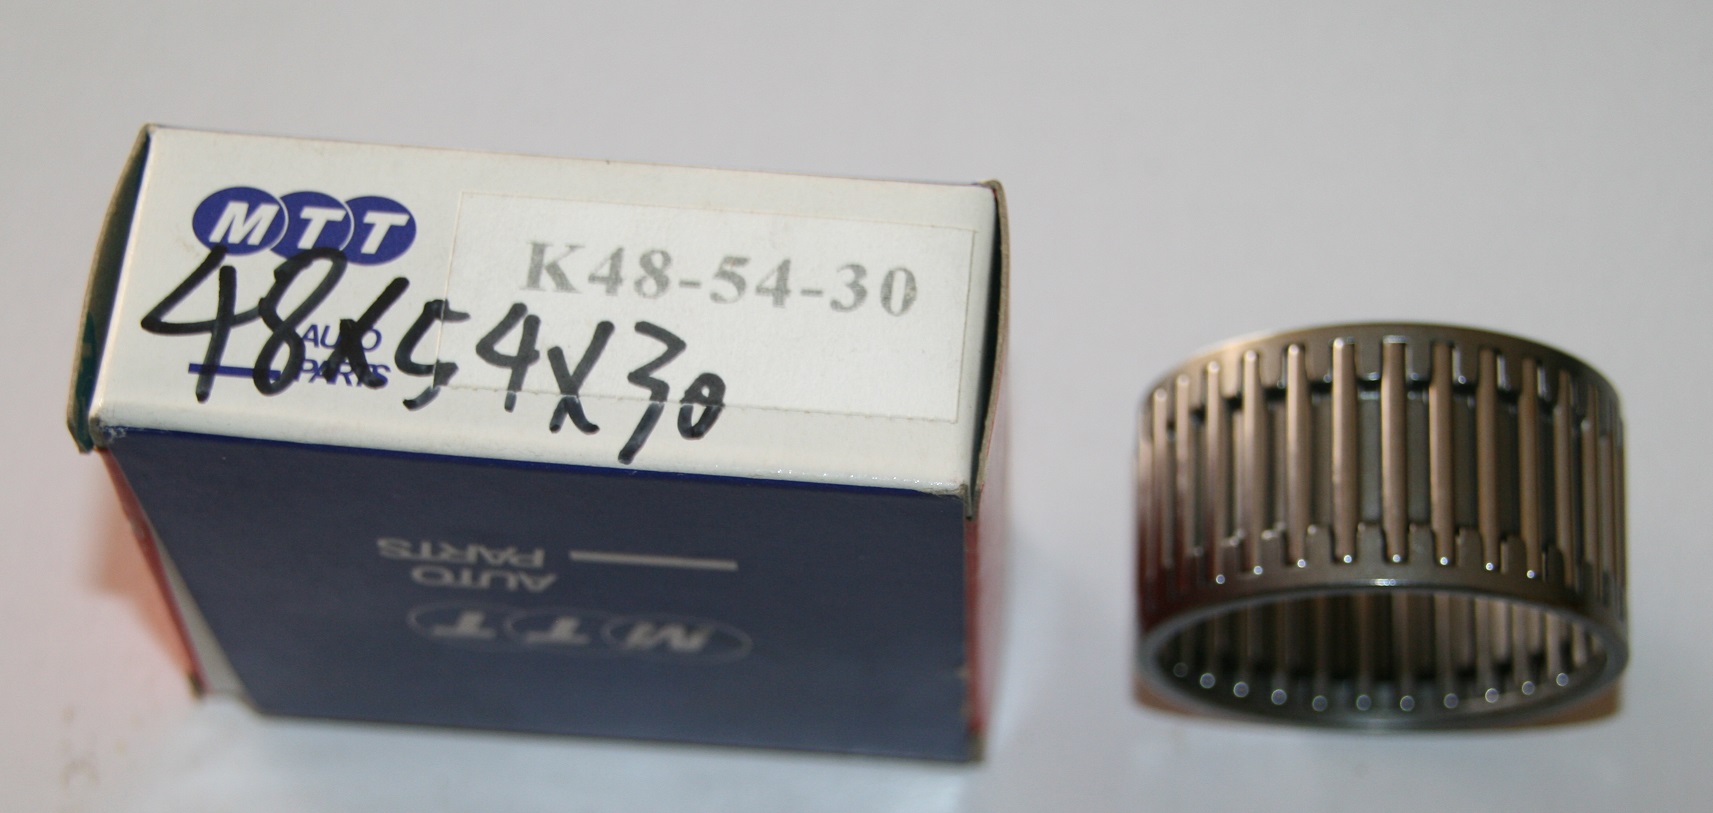 MTT
K48-54-30
48x54x30
AUTO
PARTS
AUTO
PARTS
MTT